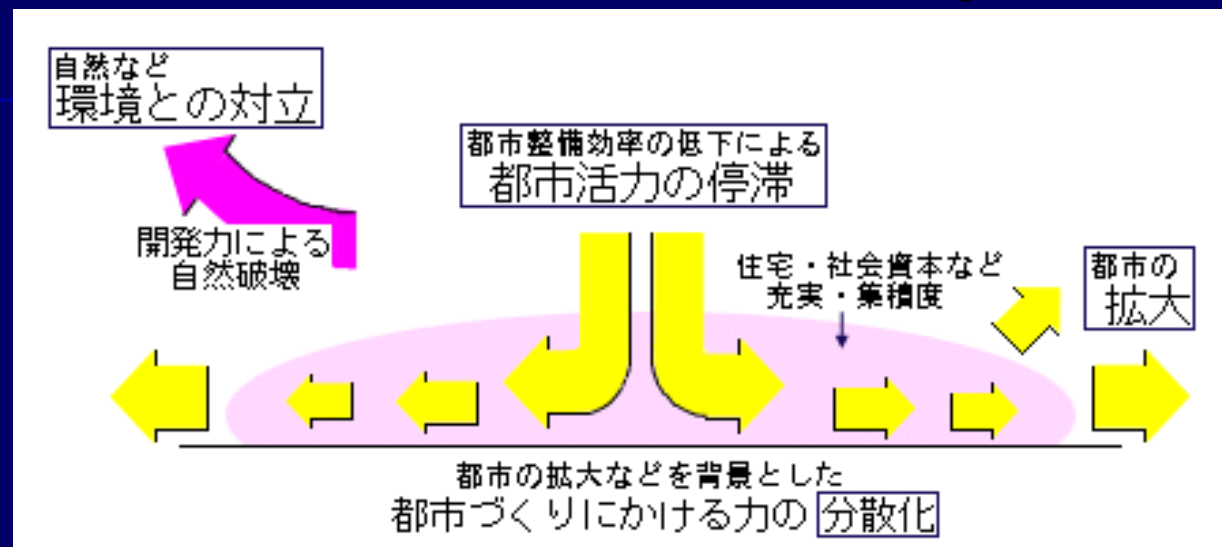 自然など
環境との対立
都市整備効率の低下による
都市活力の停滞
開発力による
自然破壊
住宅・社会資本など
充実・集積度
都市の
拡大
都市の拡大などを背景とした
都市づくりにかける力の分散化